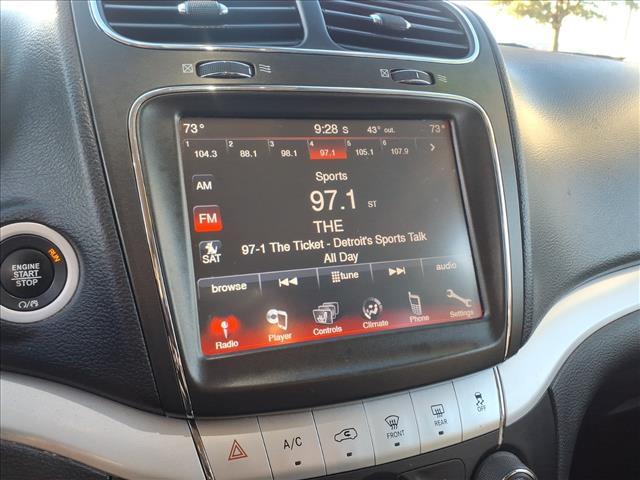 73° 9:28 S 43° out. 73°
1 2 3 4 5 6
104.3 88.1 98.1 97.1 105.1 107.9
Sports
AM
97.1 ST
FM
THE
97-1 The Ticket - Detroit's Sports Talk
All Day
SAT
browse tune audio
Radio Player Controls Climate Phone Settings
RUN
ENGINE
START
STOP
A/C FRONT REAR OFF